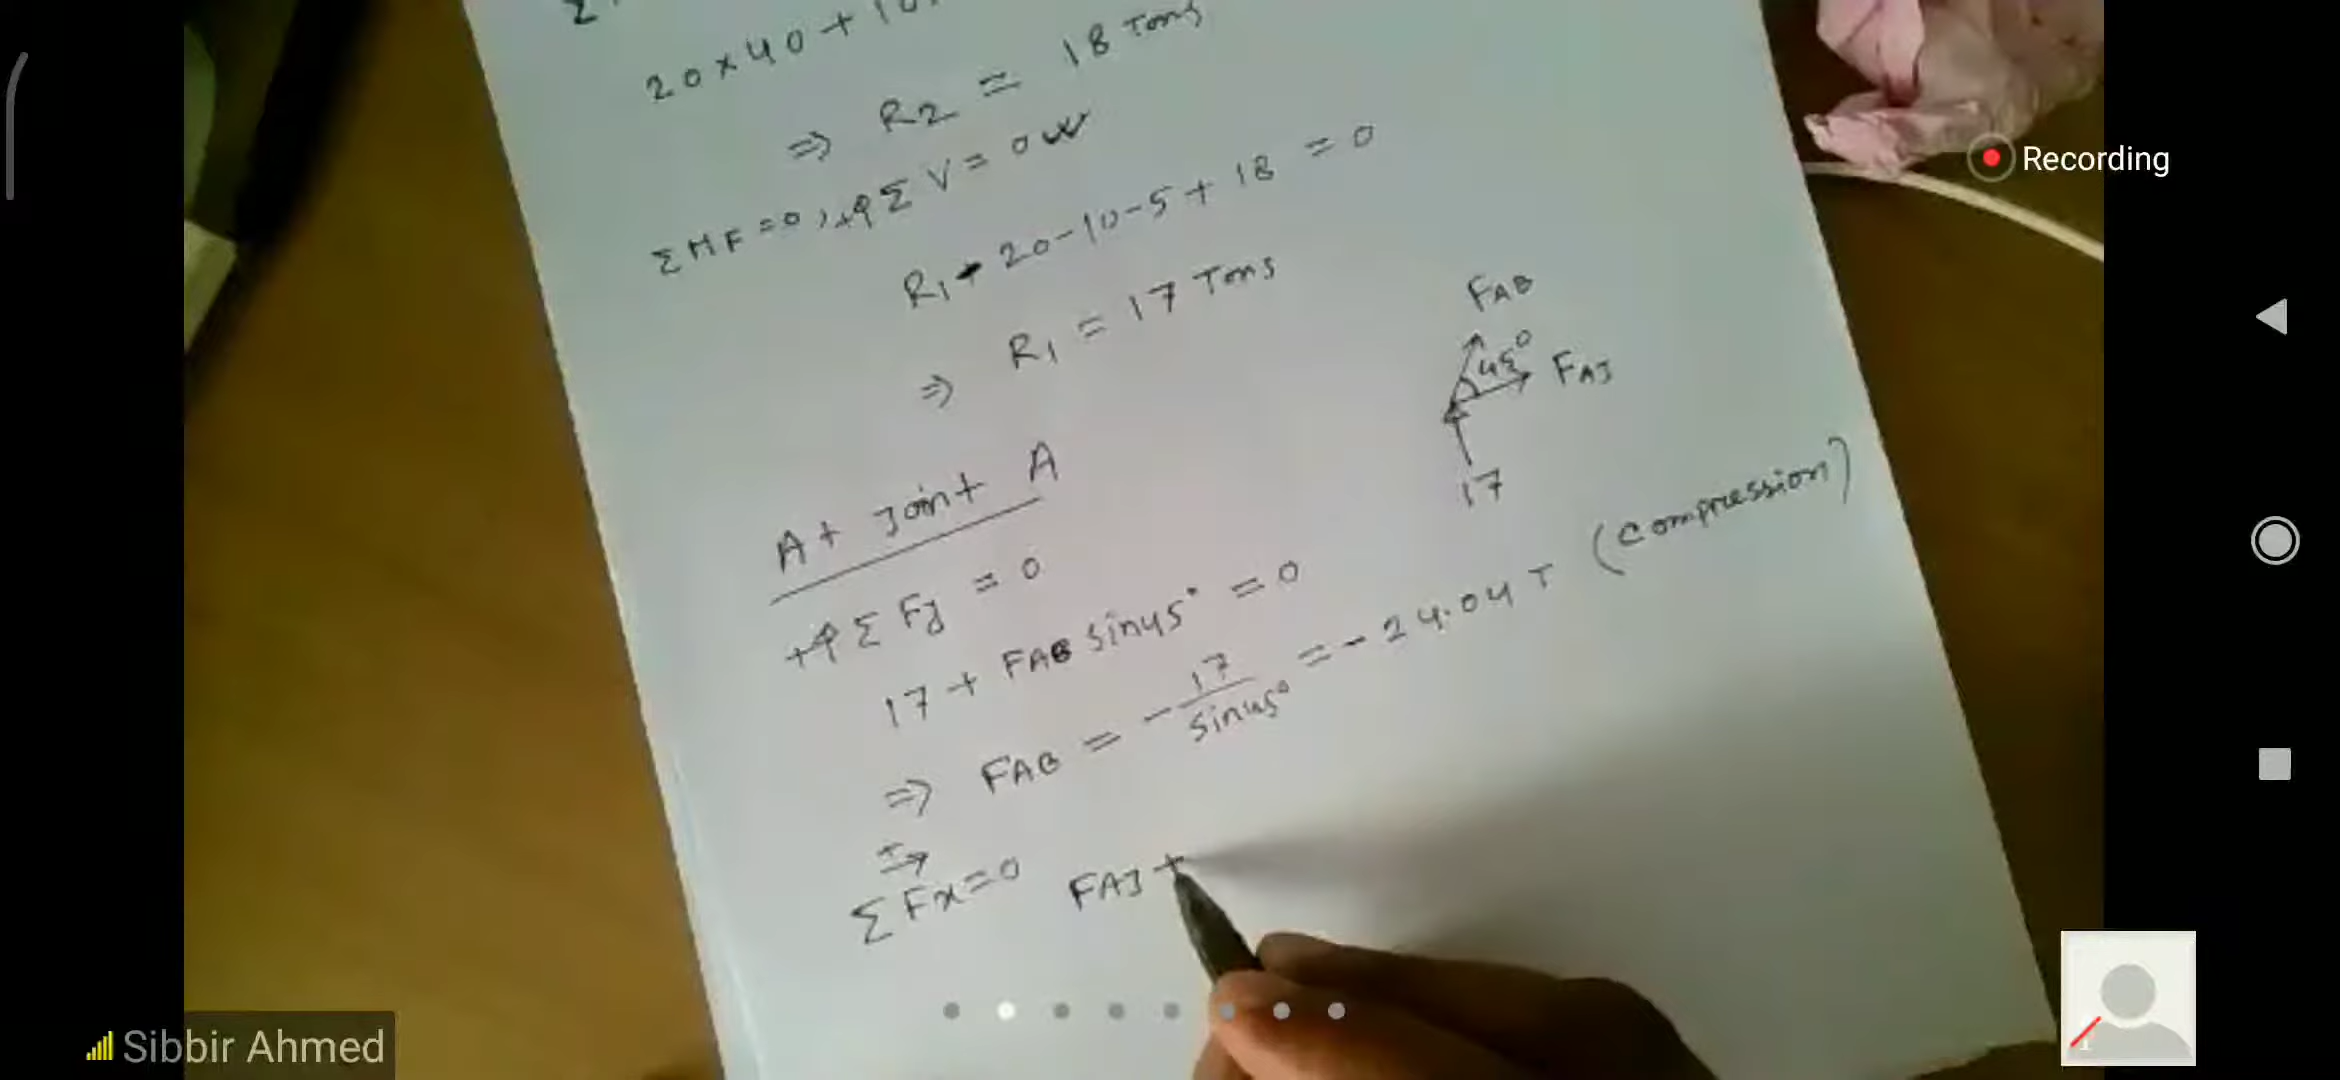 20 × 40 + 10
⇒ R2 = 18 Tons
ΣMF = 0, +↑ΣV = 0
R1 - 20 - 10 - 5 + 18 = 0
⇒ R1 = 17 Tons
FAB
45°
FAJ
17
At Joint A
+↑ΣFy = 0
17 + FAB sin45° = 0
⇒ FAB = -17/sin45° = -24.04 T (compression)
+→
ΣFx=0 FAJ +
Recording
Sibbir Ahmed